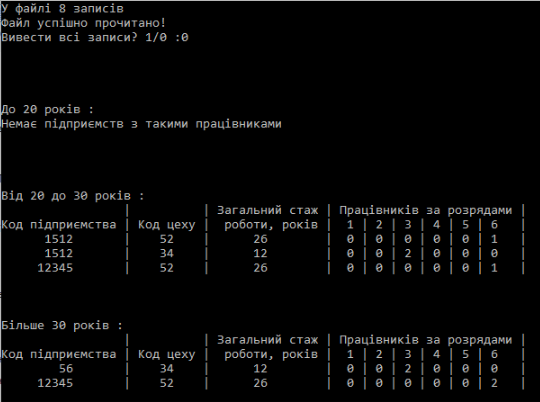 У файлі 8 записів
Файл успішно прочитано!
Вивести всі записи? 1/0 :0
До 20 років :
Немає підприємств з такими працівниками
Від 20 до 30 років :
| | Загальний стаж | Працівників за розрядами |
Код підприємства | Код цеху | роботи, років | 1 | 2 | 3 | 4 | 5 | 6 |
1512 | 52 | 26 | 0 | 0 | 0 | 0 | 0 | 1 |
1512 | 34 | 12 | 0 | 0 | 2 | 0 | 0 | 0 |
12345 | 52 | 26 | 0 | 0 | 0 | 0 | 0 | 1 |
Більше 30 років :
| | Загальний стаж | Працівників за розрядами |
Код підприємства | Код цеху | роботи, років | 1 | 2 | 3 | 4 | 5 | 6 |
56 | 34 | 12 | 0 | 0 | 2 | 0 | 0 | 0 |
12345 | 52 | 26 | 0 | 0 | 0 | 0 | 0 | 2 |